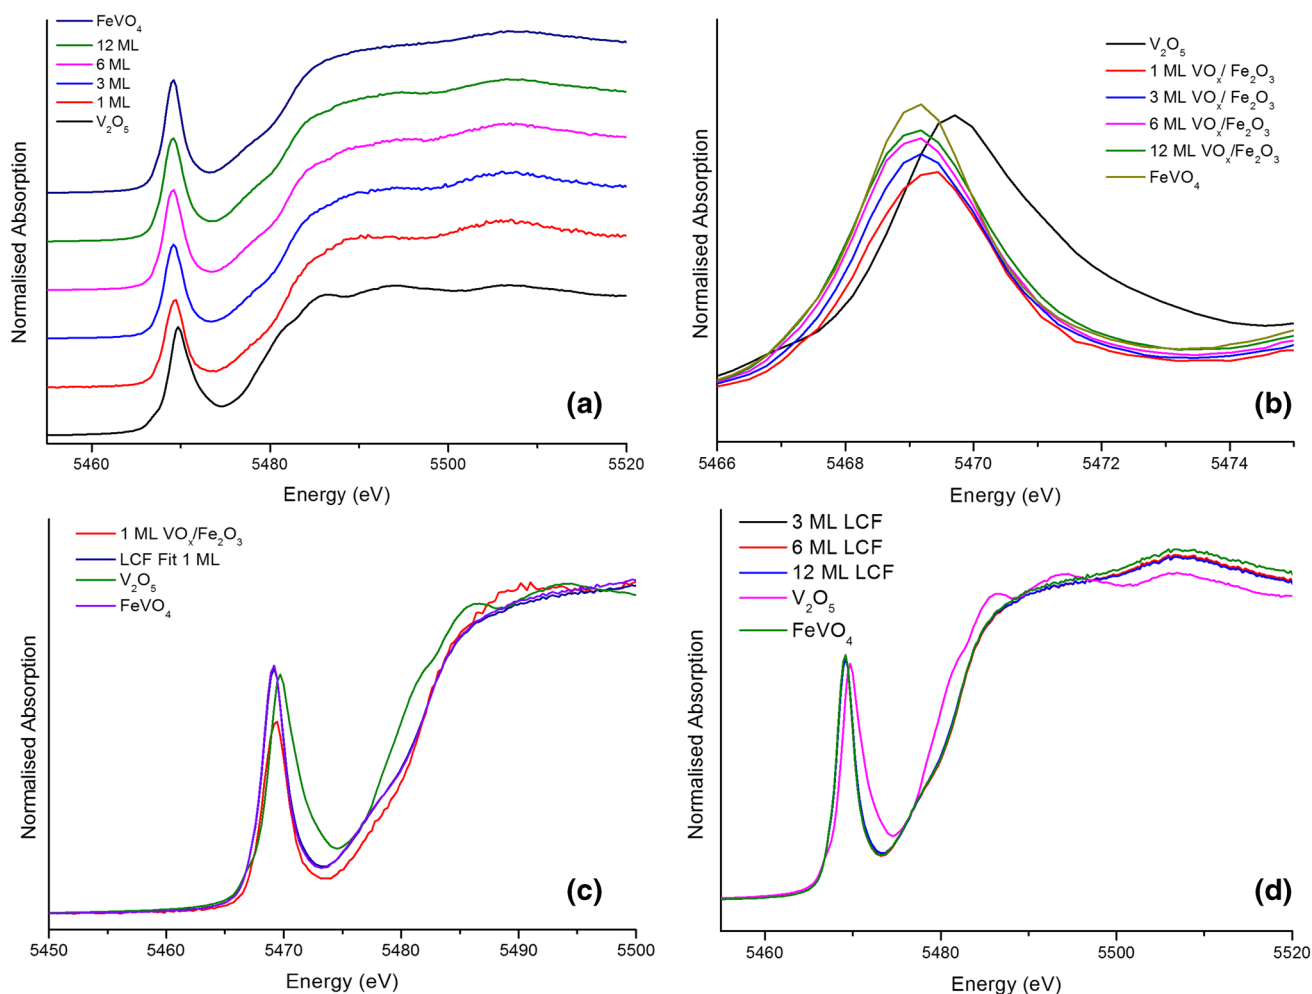 FeVO₄
12 ML
6 ML
3 ML
1 ML
V₂O₅
Normalised Absorption
(a)
5460 5480 5500 5520
Energy (eV)
V₂O₅
1 ML VOₓ/ Fe₂O₃
3 ML VOₓ/ Fe₂O₃
6 ML VOₓ/Fe₂O₃
12 ML VOₓ/Fe₂O₃
FeVO₄
Normalised Absorption
(b)
5466 5468 5470 5472 5474
Energy (eV)
1 ML VOₓ/Fe₂O₃
LCF Fit 1 ML
V₂O₅
FeVO₄
Normalised Absorption
(c)
5450 5460 5470 5480 5490 5500
Energy (eV)
3 ML LCF
6 ML LCF
12 ML LCF
V₂O₅
FeVO₄
Normalised Absorption
(d)
5460 5480 5500 5520
Energy (eV)